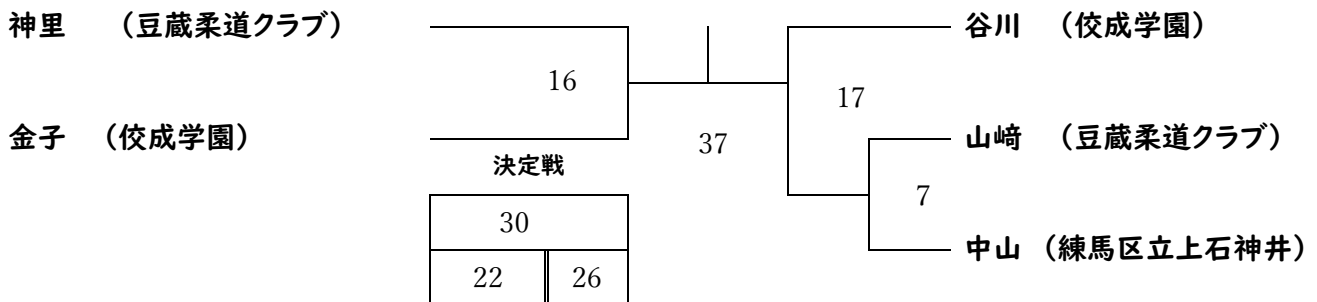 神里　（豆蔵柔道クラブ）
金子　（佼成学園）
16
37
17
7
谷川　（佼成学園）
山﨑　（豆蔵柔道クラブ）
中山　（練馬区立上石神井）
決定戦
30
22 26